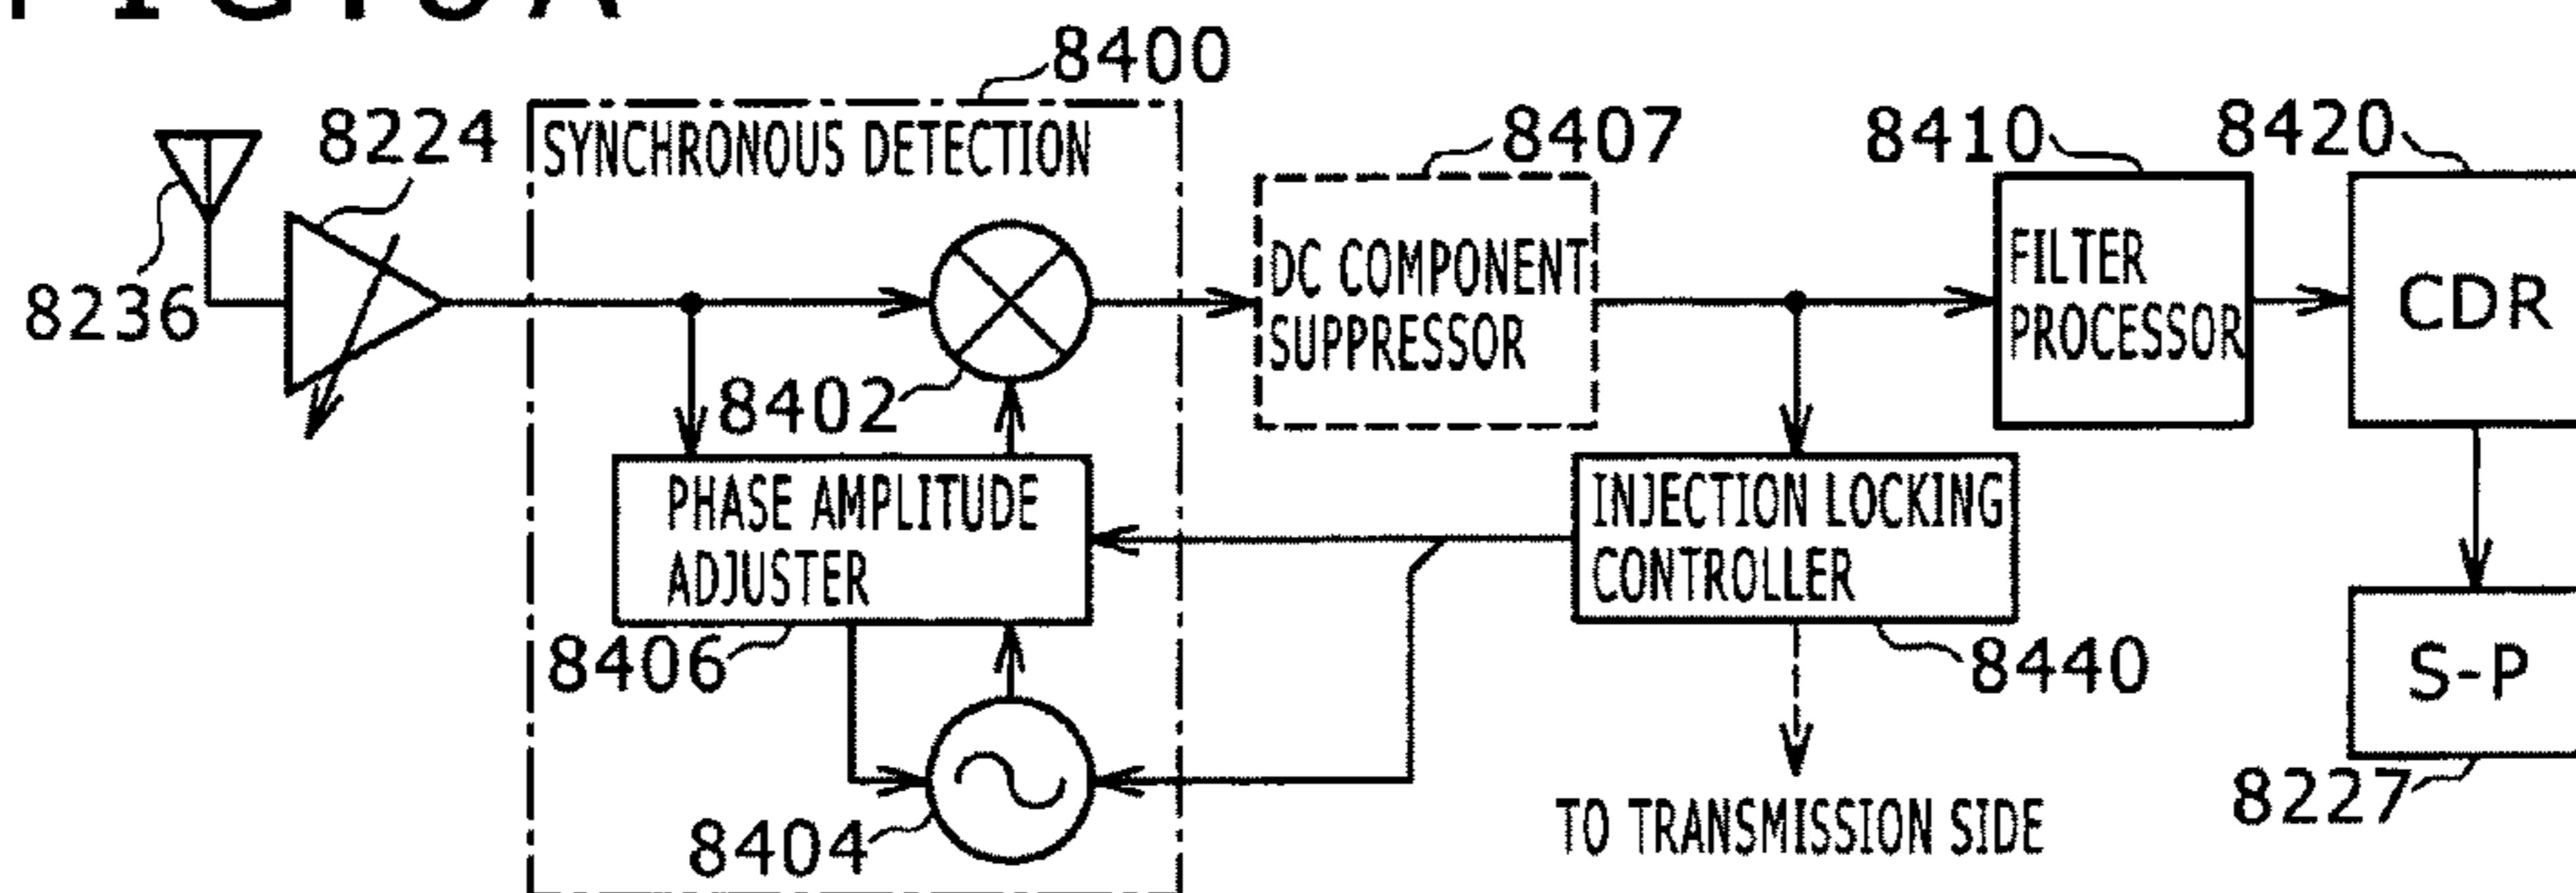 8400
8224
SYNCHRONOUS DETECTION
8407
8410
8420
8236
DC COMPONENT
SUPPRESSOR
FILTER
PROCESSOR
CDR
8402
PHASE AMPLITUDE
ADJUSTER
INJECTION LOCKING
CONTROLLER
8406
8440
S-P
8404
TO TRANSMISSION SIDE
8227